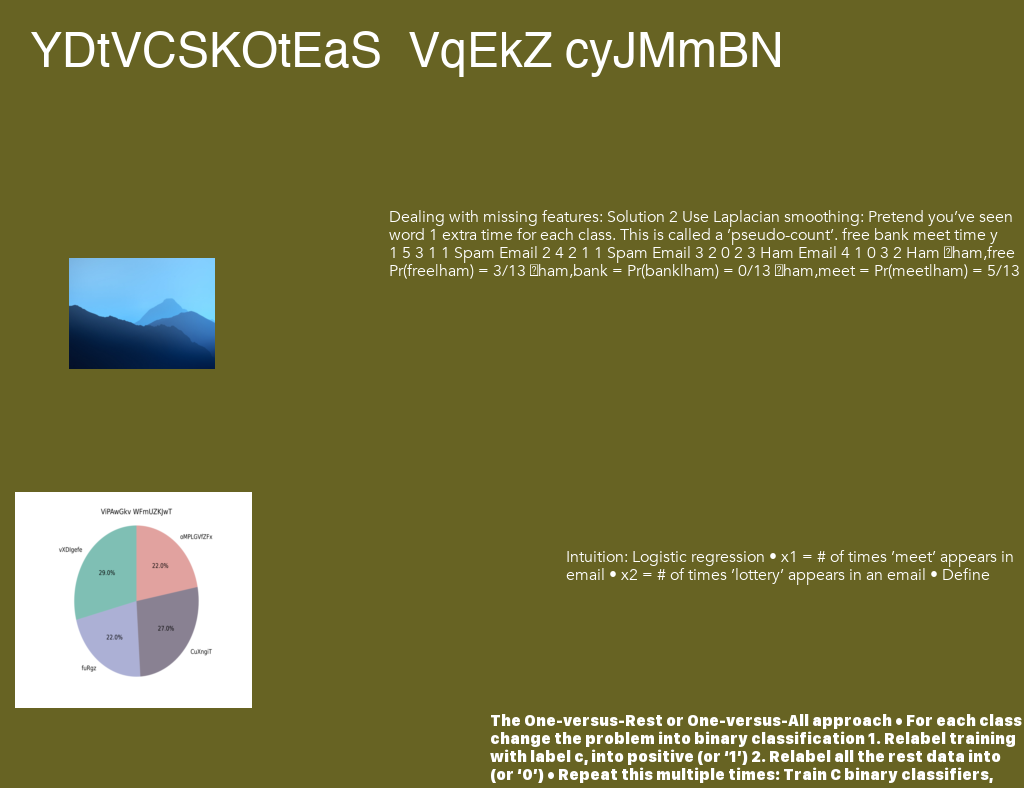 YDtVCSKOtEaS VqEkZ cyJMmBN
Dealing with missing features: Solution 2 Use Laplacian smoothing: Pretend you’ve seen
word 1 extra time for each class. This is called a ‘pseudo-count’. free bank meet time y
1 5 3 1 1 Spam Email 2 4 2 1 1 Spam Email 3 2 0 2 3 Ham Email 4 1 0 3 2 Ham ham,free
Pr(free|ham) = 3/13 ham,bank = Pr(bank|ham) = 0/13 ham,meet = Pr(meet|ham) = 5/13
ViPAwGkv WFmUZKJwT
oMPLGVfZFx
vXDIgefe
22.0%
29.0%
27.0%
22.0%
CuXngiT
fuRgz
Intuition: Logistic regression • x1 = # of times ‘meet’ appears in
email • x2 = # of times ‘lottery’ appears in an email • Define
The One-versus-Rest or One-versus-All approach • For each class
change the problem into binary classification 1. Relabel training
with label c, into positive (or ‘1’) 2. Relabel all the rest data into
(or ‘0’) • Repeat this multiple times: Train C binary classifiers,